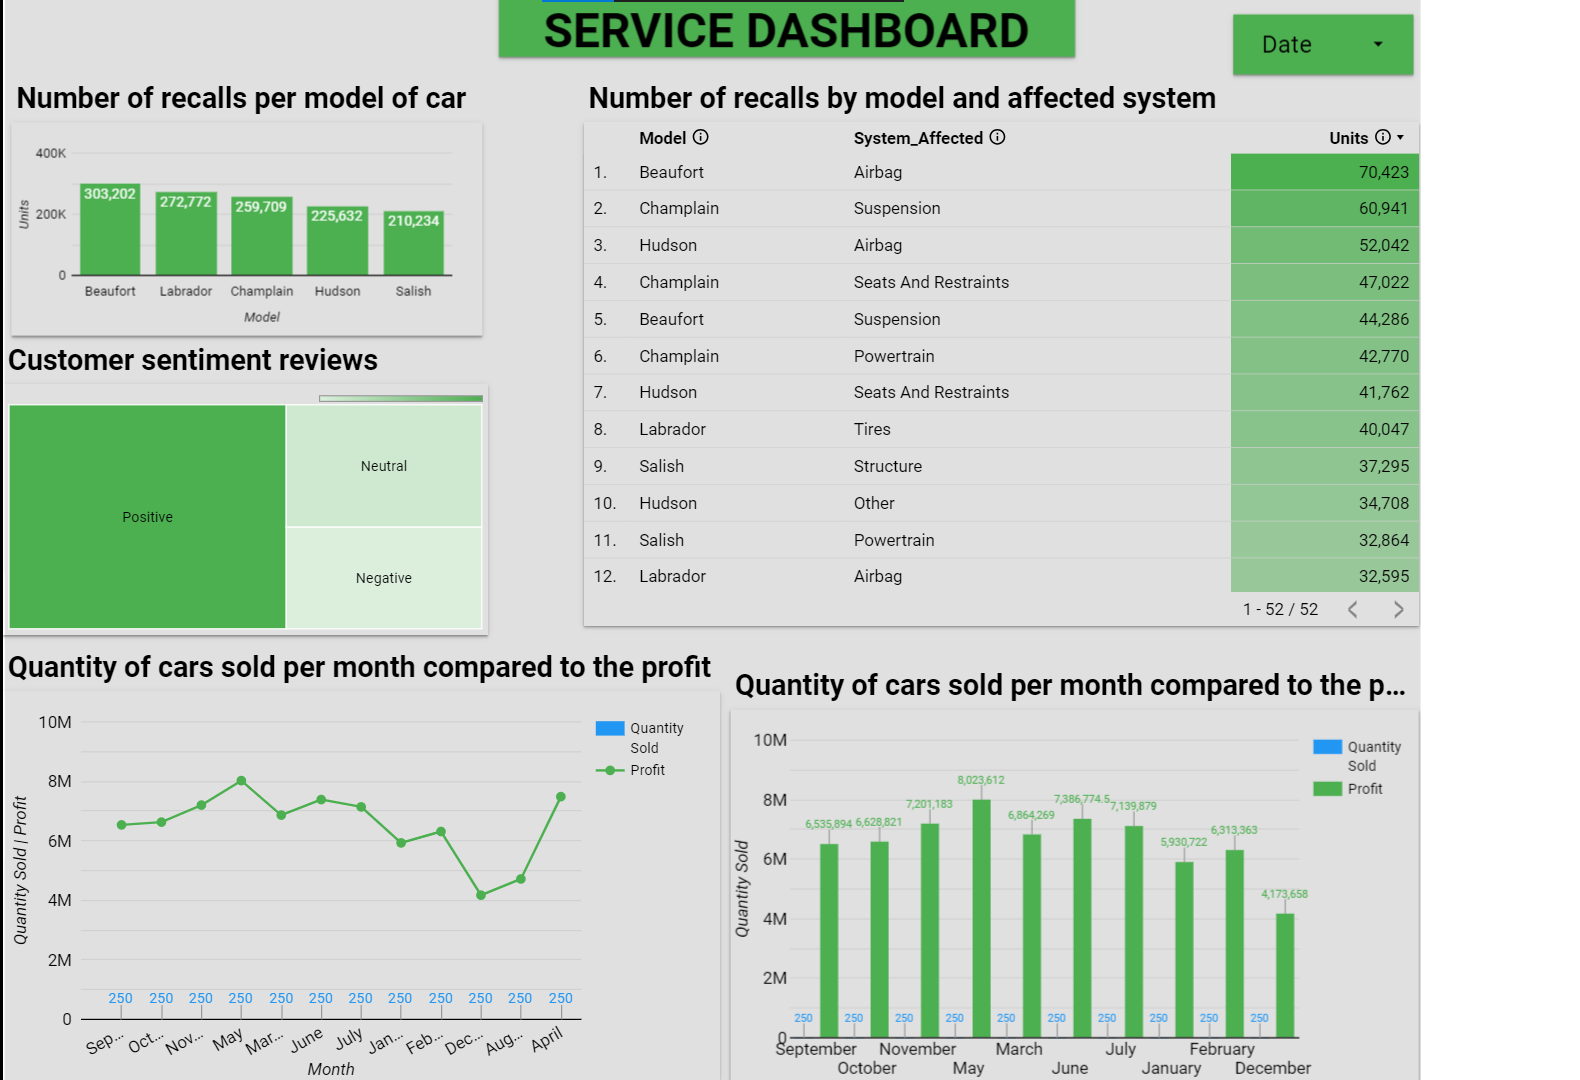 SERVICE DASHBOARD
Date
Number of recalls per model of car
400K
200K
0
Units
303,202
272,772
259,709
225,632
210,234
Beaufort
Labrador
Champlain
Hudson
Salish
Model
Number of recalls by model and affected system
Model System_Affected Units
1. Beaufort Airbag 70,423
2. Champlain Suspension 60,941
3. Hudson Airbag 52,042
4. Champlain Seats And Restraints 47,022
5. Beaufort Suspension 44,286
6. Champlain Powertrain 42,770
7. Hudson Seats And Restraints 41,762
8. Labrador Tires 40,047
9. Salish Structure 37,295
10. Hudson Other 34,708
11. Salish Powertrain 32,864
12. Labrador Airbag 32,595
1 - 52 / 52
Customer sentiment reviews
Positive
Neutral
Negative
Quantity of cars sold per month compared to the profit
10M
8M
6M
4M
2M
0
Quantity Sold | Profit
250 250 250 250 250 250 250 250 250 250 250 250
Sep... Oct... Nov... May Mar... June July Jan... Feb... Dec... Aug... April
Month
Quantity
Sold
Profit
Quantity of cars sold per month compared to the p...
10M
8M
6M
4M
2M
0
Quantity Sold
6,535,894
6,628,821
7,201,183
8,023,612
6,864,269
7,386,774.5
7,139,879
5,930,722
6,313,363
4,173,658
250 250 250 250 250 250 250 250 250 250
September November March July February
October May June January December
Quantity
Sold
Profit